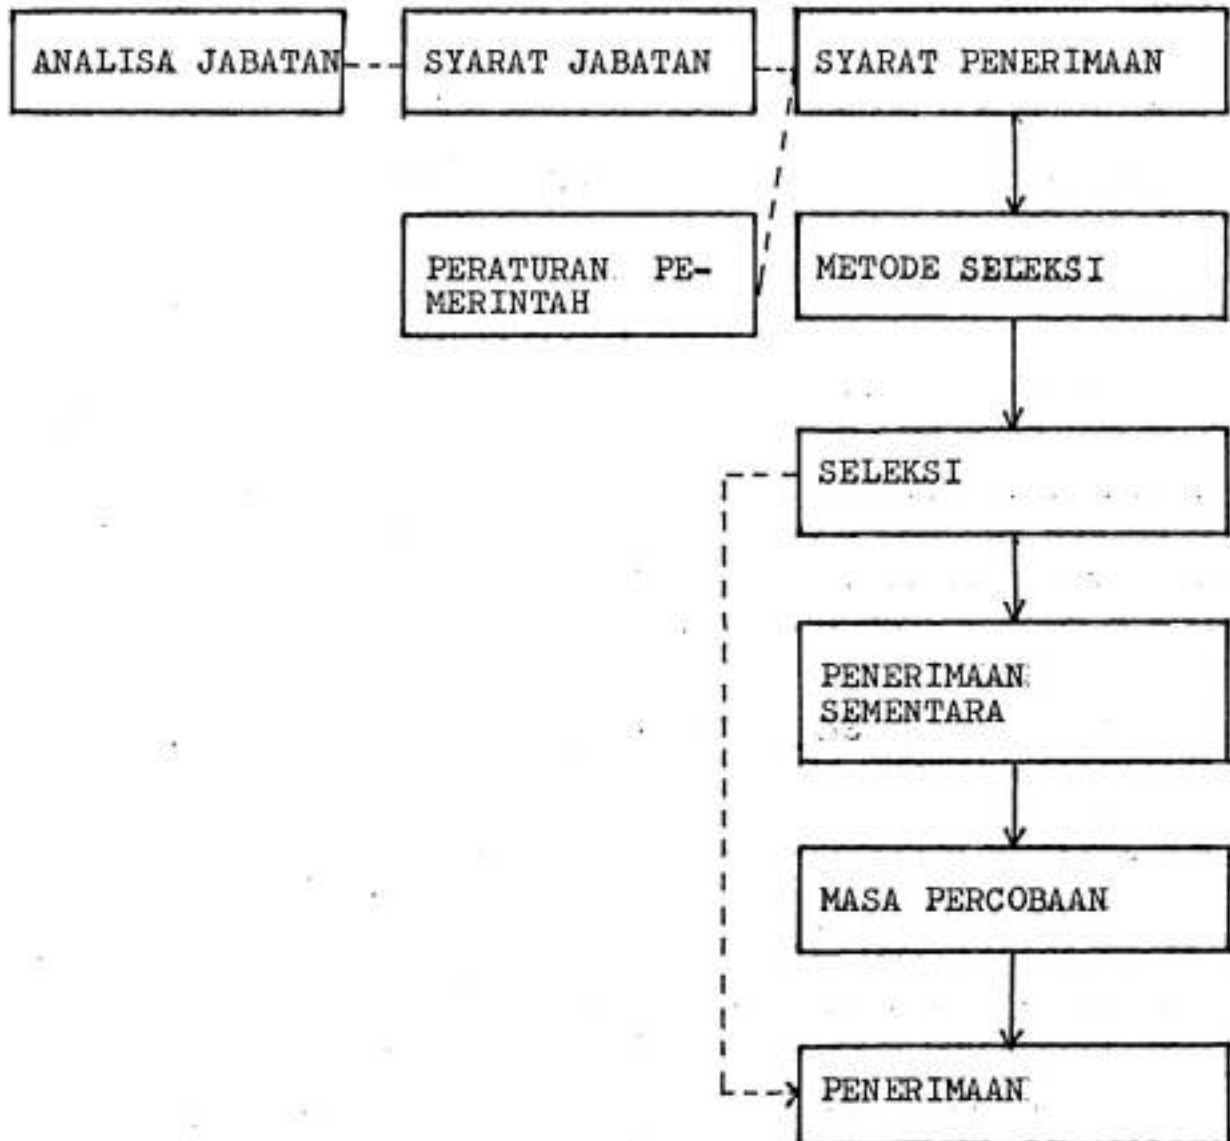 ANALISA JABATAN
SYARAT JABATAN
SYARAT PENERIMAAN
PERATURAN PE-
MERINTAH
METODE SELEKSI
SELEKSI
PENERIMAAN
SEMENTARA
MASA PERCOBAAN
PENERIMAAN